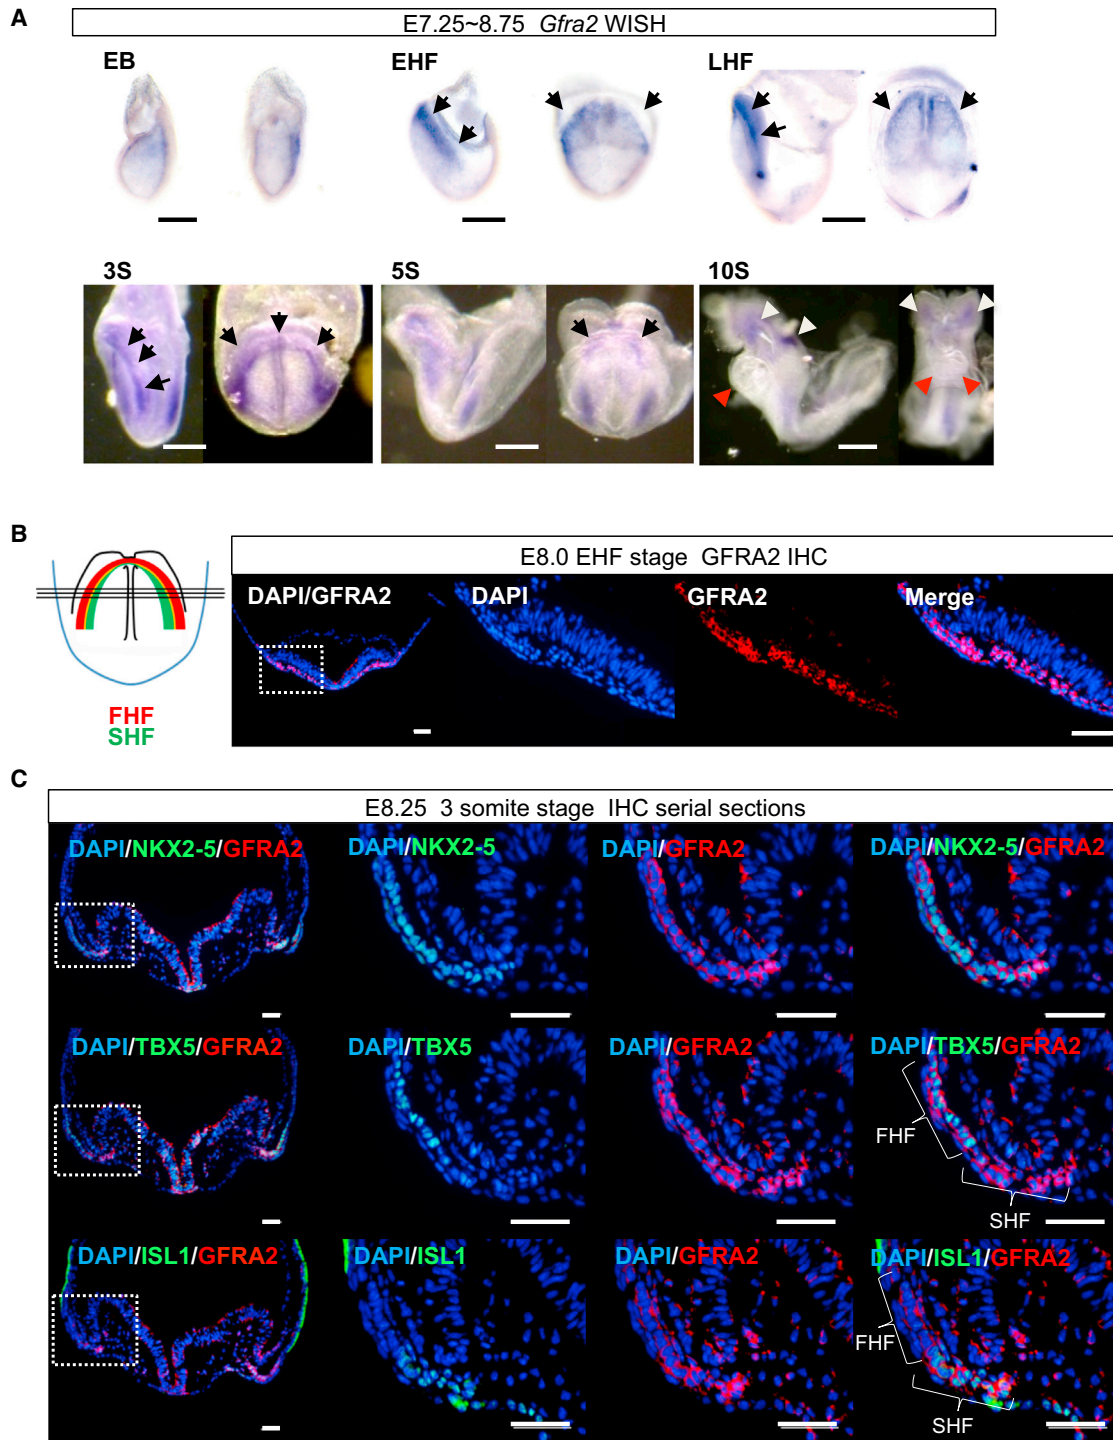 A
E7.25~8.75 Gfra2 WISH
EB
EHF
LHF
3S
5S
10S
B
E8.0 EHF stage GFRA2 IHC
DAPI/GFRA2
DAPI
GFRA2
Merge
FHF
SHF
C
E8.25 3 somite stage IHC serial sections
DAPI/NKX2-5/GFRA2
DAPI/NKX2-5
DAPI/GFRA2
DAPI/NKX2-5/GFRA2
DAPI/TBX5/GFRA2
DAPI/TBX5
DAPI/GFRA2
DAPI/TBX5/GFRA2
FHF
SHF
DAPI/ISL1/GFRA2
DAPI/ISL1
DAPI/GFRA2
DAPI/ISL1/GFRA2
FHF
SHF